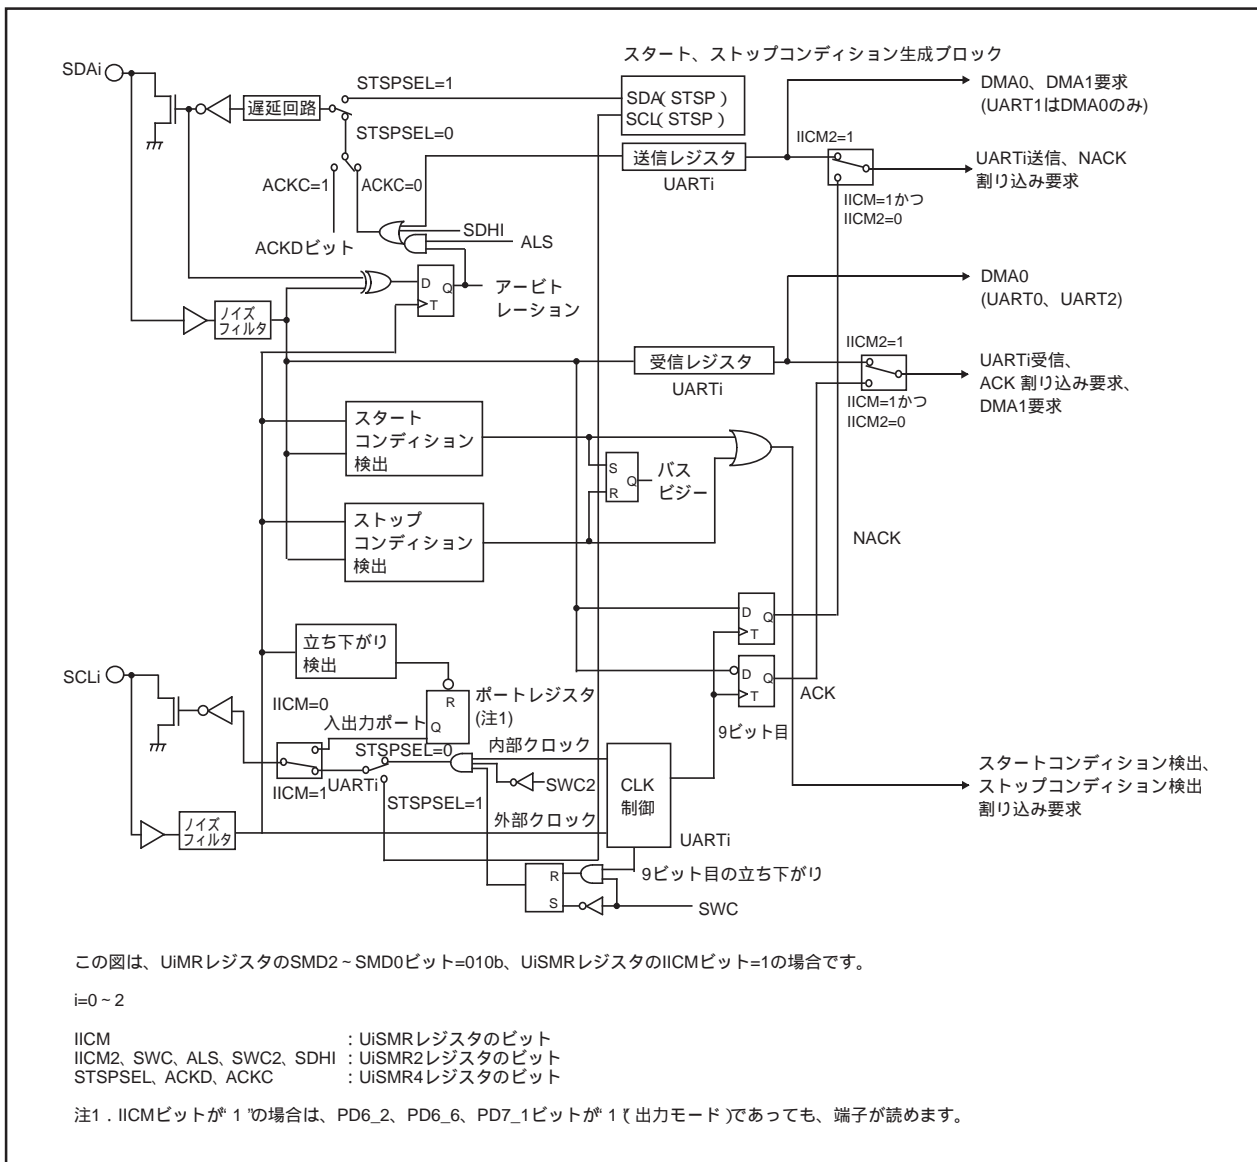 スタート、ストップコンディション生成ブロック
SDAi
STSPSEL=1
遅延回路
STSPSEL=0
SDA(STSP)
SCL(STSP)
DMA0、DMA1要求
(UART1はDMA0のみ)
送信レジスタ
UARTi
IICM2=1
UARTi送信、NACK
割り込み要求
IICM=1かつ
IICM2=0
ACKC=1
ACKC=0
ACKDビット
SDHI
ALS
D
Q
T
アービト
レーション
ノイズ
フィルタ
DMA0
(UART0、UART2)
受信レジスタ
UARTi
IICM2=1
UARTi受信、
ACK 割り込み要求、
DMA1要求
IICM=1かつ
IICM2=0
スタート
コンディション
検出
S
Q
R
バス
ビジー
ストップ
コンディション
検出
NACK
D
Q
T
D
Q
T
ACK
9ビット目
立ち下がり
検出
SCLi
IICM=0
入出力ポート
R
Q
ポートレジスタ
(注1)
STSPSEL=0
内部クロック
IICM=1
UARTi
STSPSEL=1
SWC2
CLK
制御
外部クロック
UARTi
ノイズ
フィルタ
スタートコンディション検出、
ストップコンディション検出
割り込み要求
R
S
9ビット目の立ち下がり
SWC
この図は、UiMRレジスタのSMD2~SMD0ビット=010b、UiSMRレジスタのIICMビット=1の場合です。
i=0~2
IICM : UiSMRレジスタのビット
IICM2、SWC、ALS、SWC2、SDHI : UiSMR2レジスタのビット
STSPSEL、ACKD、ACKC : UiSMR4レジスタのビット
注1. IICMビットが“1”の場合は、PD6_2、PD6_6、PD7_1ビットが“1”(出力モード)であっても、端子が読めます。